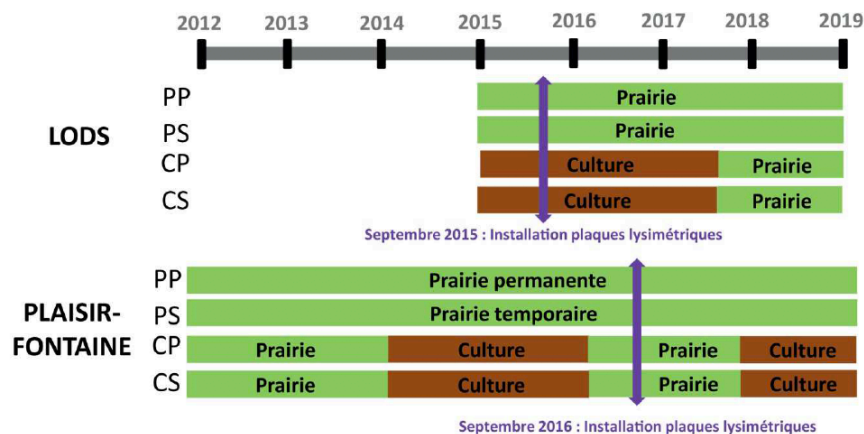 2012 2013 2014 2015 2016 2017 2018 2019
LODS
PP Prairie
PS Prairie
CP Culture Prairie
CS Culture Prairie
Septembre 2015 : Installation plaques lysimétriques
PLAISIR-
FONTAINE
PP Prairie permanente
PS Prairie temporaire
CP Prairie Culture Prairie Culture
CS Prairie Culture Prairie Culture
Septembre 2016 : Installation plaques lysimétriques